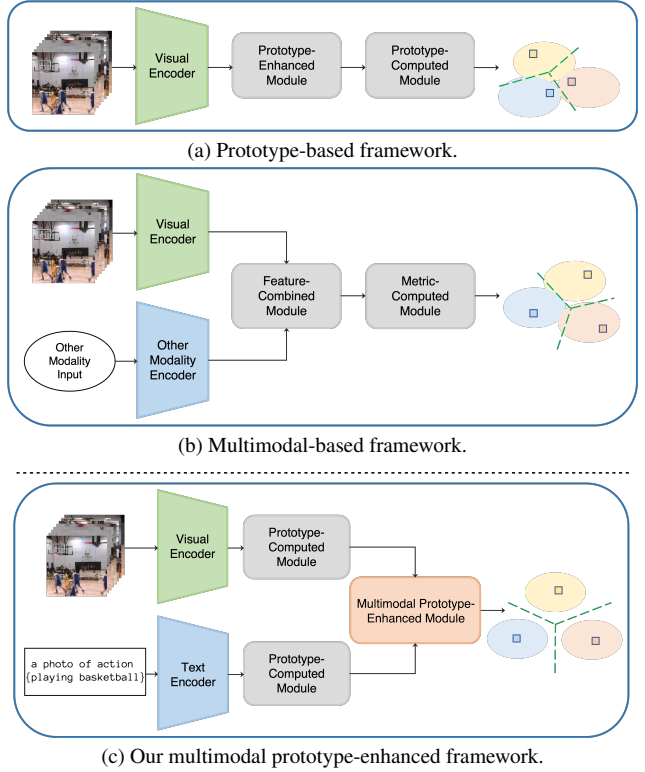 Visual
Encoder
Prototype-
Enhanced
Module
Prototype-
Computed
Module
(a) Prototype-based framework.
Visual
Encoder
Feature-
Combined
Module
Metric-
Computed
Module
Other
Modality
Input
Other
Modality
Encoder
(b) Multimodal-based framework.
Visual
Encoder
Prototype-
Computed
Module
Multimodal Prototype-
Enhanced Module
a photo of action
{playing basketball}
Text
Encoder
Prototype-
Computed
Module
(c) Our multimodal prototype-enhanced framework.